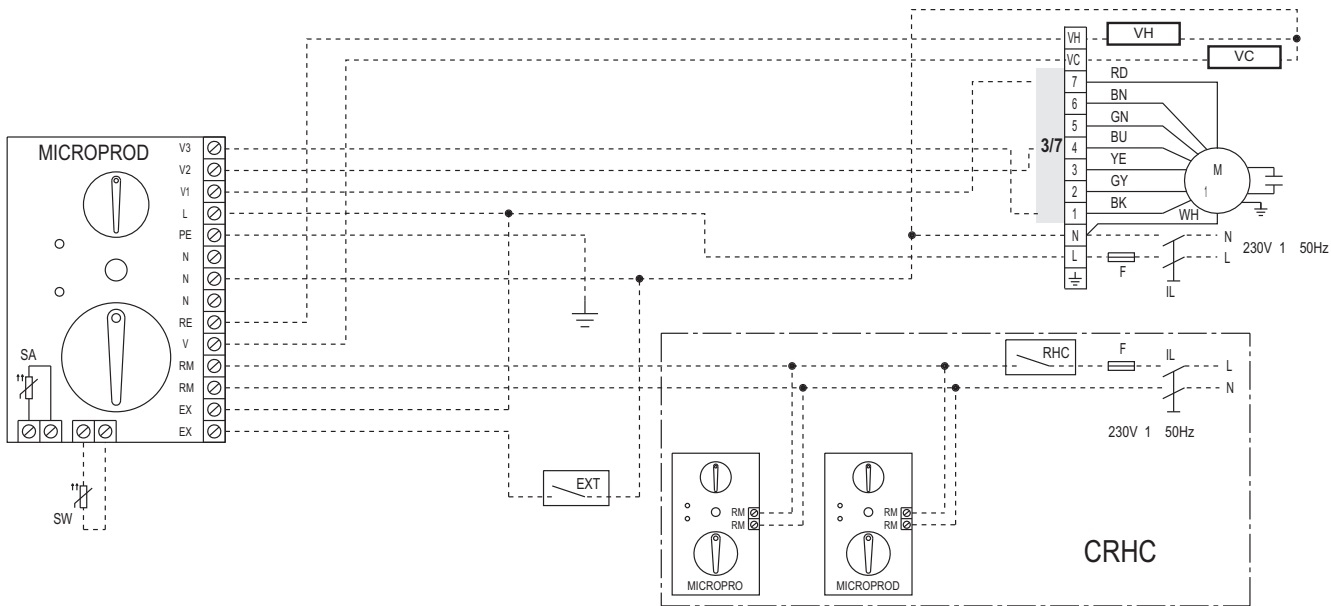 MICROPROD
V3
V2
V1
L
PE
N
N
N
RE
V
RM
RM
EX
EX
SA
SW
EXT
VH
VC
7
6
5
4
3
2
1
N
L
3/7
VH
VC
RD
BN
GN
BU
YE
GY
BK
WH
M
1
N
L
230V 1 50Hz
F
IL
RHC
F
IL
L
N
230V 1 50Hz
RM
RM
MICROPRO
RM
RM
MICROPROD
CRHC